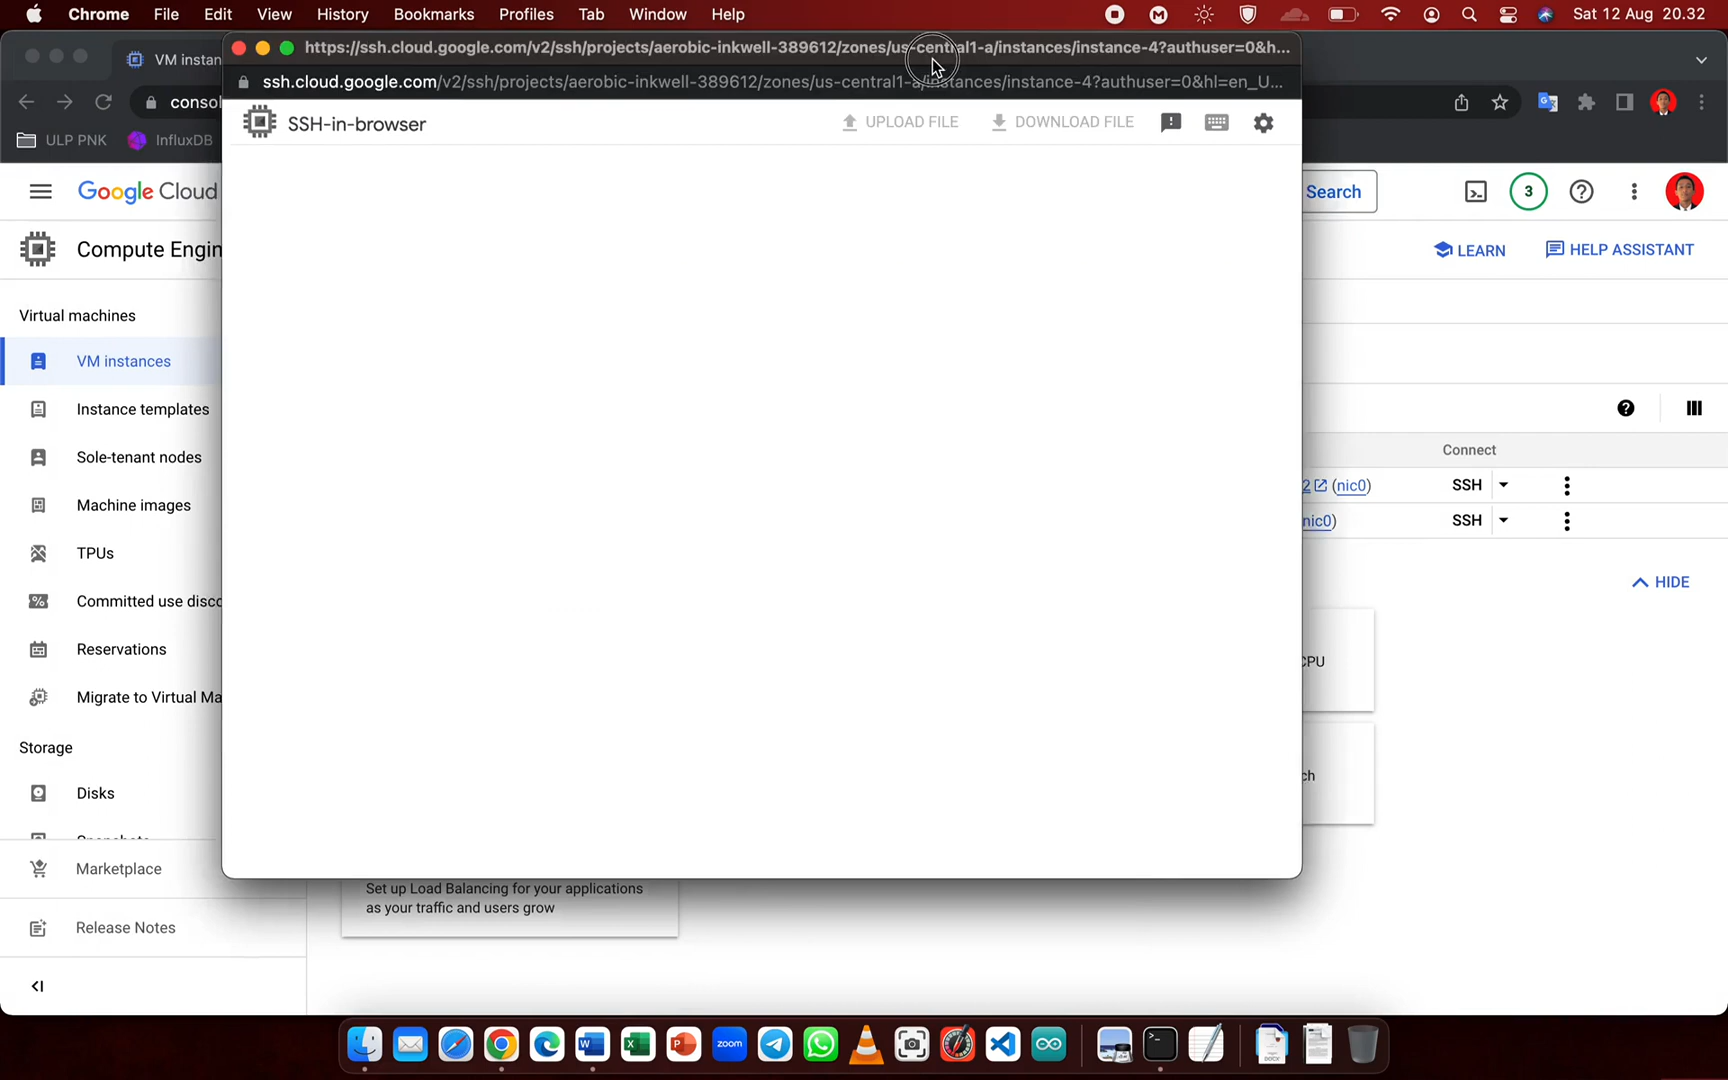 Chrome File Edit View History Bookmarks Profiles Tab Window Help Sat 12 Aug 20.32
VM instan
https://ssh.cloud.google.com/v2/ssh/projects/aerobic-inkwell-389612/zones/us-central1-a/instances/instance-4?authuser=0&h...
consol
ssh.cloud.google.com/v2/ssh/projects/aerobic-inkwell-389612/zones/us-central1-a/instances/instance-4?authuser=0&hl=en_U...
ULP PNK InfluxDB
SSH-in-browser UPLOAD FILE DOWNLOAD FILE
Google Cloud Search 3
Compute Engin LEARN HELP ASSISTANT
Virtual machines
VM instances
Instance templates
Connect
Sole-tenant nodes
2 (nic0) SSH
Machine images
nic0) SSH
TPUs
HIDE
Committed use disco
Reservations
CPU
Migrate to Virtual Ma
Storage
ch
Disks
Snapshots
Marketplace
Set up Load Balancing for your applications
as your traffic and users grow
Release Notes
zoom